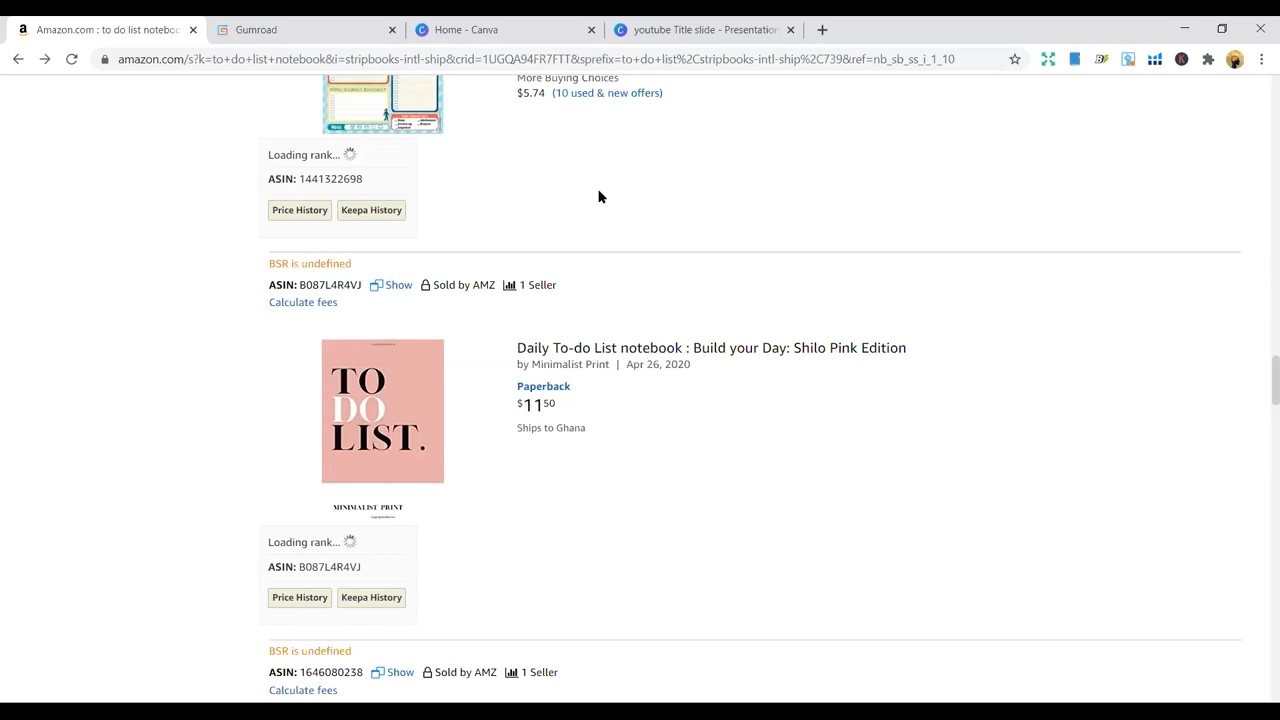 Amazon.com : to do list noteboo
Gumroad
Home - Canva
youtube Title slide - Presentation
amazon.com/s?k=to+do+list+notebook&i=stripbooks-intl-ship&crid=1UGQA94FR7FTT&sprefix=to+do+list%2Cstripbooks-intl-ship%2C739&ref=nb_sb_ss_i_1_10
More Buying Choices
$5.74 (10 used & new offers)
Loading rank...
ASIN: 1441322698
Price History Keepa History
BSR is undefined
ASIN: B087L4R4VJ Show Sold by AMZ 1 Seller
Calculate fees
TO
DO
LIST.
MINIMALIST PRINT
Daily To-do List notebook : Build your Day: Shilo Pink Edition
by Minimalist Print | Apr 26, 2020
Paperback
$11 50
Ships to Ghana
Loading rank...
ASIN: B087L4R4VJ
Price History Keepa History
BSR is undefined
ASIN: 1646080238 Show Sold by AMZ 1 Seller
Calculate fees